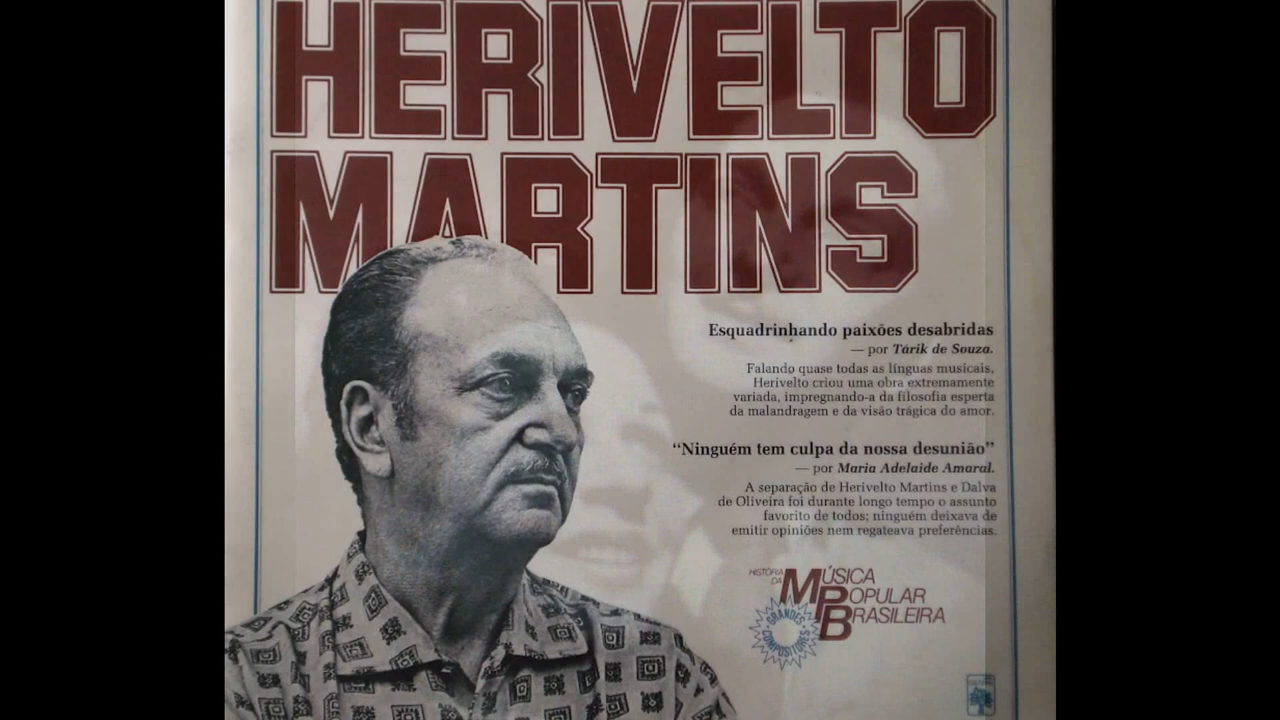 HERIVELTO
MARTINS
Esquadrinhando paixões desabridas
— por Tárik de Souza.
Falando quase todas as línguas musicais,
Herivelto criou uma obra extremamente
variada, impregnando-a da filosofia esperta
da malandragem e da visão trágica do amor.
“Ninguém tem culpa da nossa desunião”
— por Maria Adelaide Amaral.
A separação de Herivelto Martins e Dalva
de Oliveira foi durante longo tempo o assunto
favorito de todos; ninguém deixava de
emitir opiniões nem regateava preferências.
HISTÓRIA
DA
MÚSICA
POPULAR
BRASILEIRA
GRANDES
COMPOSITORES